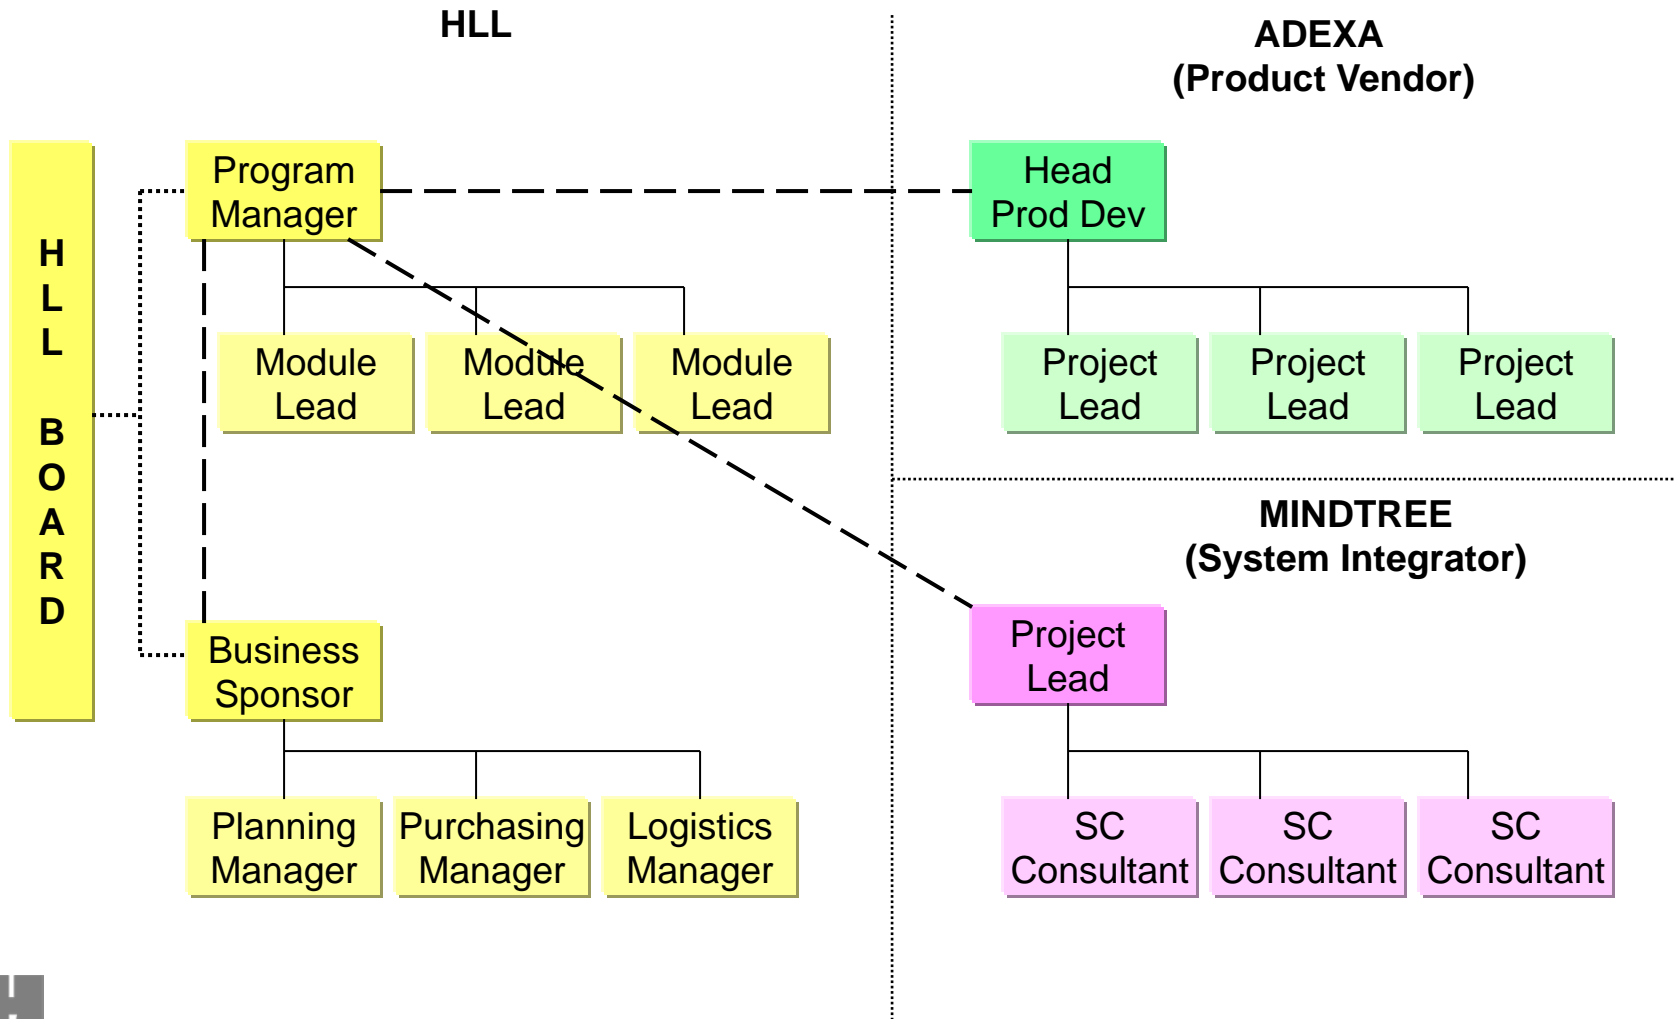 HLL
ADEXA
(Product Vendor)
H
L
L
B
O
A
R
D
Program
Manager
Head
Prod Dev
Module
Lead
Module
Lead
Module
Lead
Project
Lead
Project
Lead
Project
Lead
MINDTREE
(System Integrator)
Business
Sponsor
Project
Lead
Planning
Manager
Purchasing
Manager
Logistics
Manager
SC
Consultant
SC
Consultant
SC
Consultant